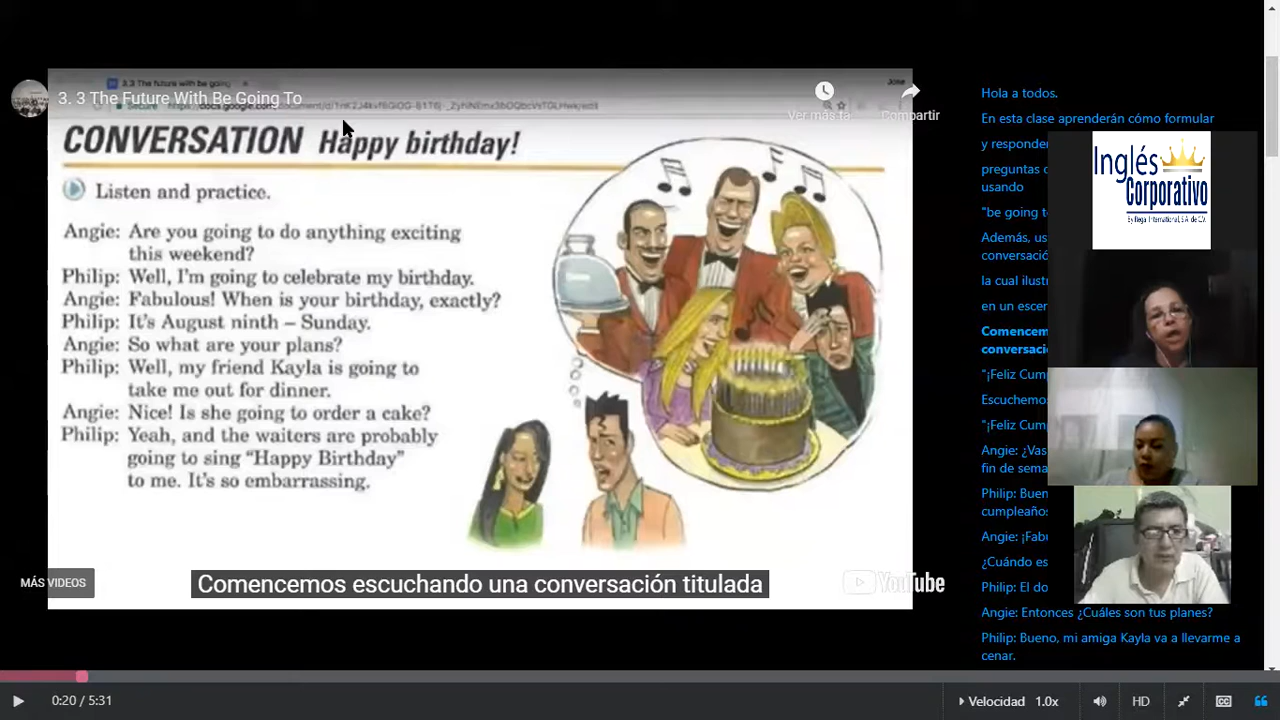 3. 3 The Future With Be Going To
Ver más ta
Compartir
CONVERSATION Happy birthday!
Listen and practice.
Angie: Are you going to do anything exciting
this weekend?
Philip: Well, I'm going to celebrate my birthday.
Angie: Fabulous! When is your birthday, exactly?
Philip: It's August ninth – Sunday.
Angie: So what are your plans?
Philip: Well, my friend Kayla is going to
take me out for dinner.
Angie: Nice! Is she going to order a cake?
Philip: Yeah, and the waiters are probably
going to sing "Happy Birthday"
to me. It's so embarrassing.
MÁS VIDEOS
Comencemos escuchando una conversación titulada
YouTube
Hola a todos.
En esta clase aprenderán cómo formular
y responder
preguntas
usando
"be going to
Además, us
conversació
la cual ilustr
en un escer
Comencem
conversació
"¡Feliz Cump
Escuchemos
"¡Feliz Cump
Angie: ¿Vas
fin de sema
Philip: Buen
cumpleaños
Angie: ¡Fabu
¿Cuándo es
Philip: El do
Angie: Entonces ¿Cuáles son tus planes?
Philip: Bueno, mi amiga Kayla va a llevarme a
cenar.
Inglés
Corporativo
0:20 / 5:31
Velocidad 1.0x
HD
CC